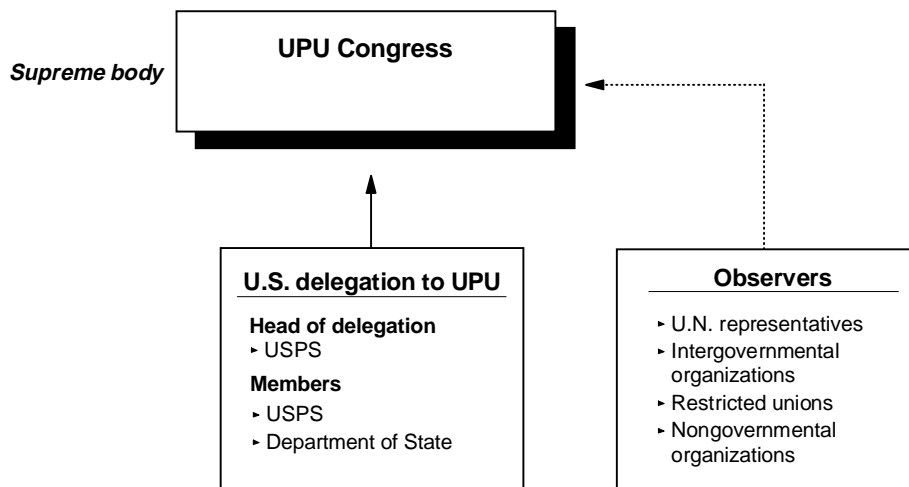 UPU Congress
Supreme body
U.S. delegation to UPU
Head of delegation
▸ USPS
Members
▸ USPS
▸ Department of State
Observers
▸ U.N. representatives
▸ Intergovernmental
organizations
▸ Restricted unions
▸ Nongovernmental
organizations